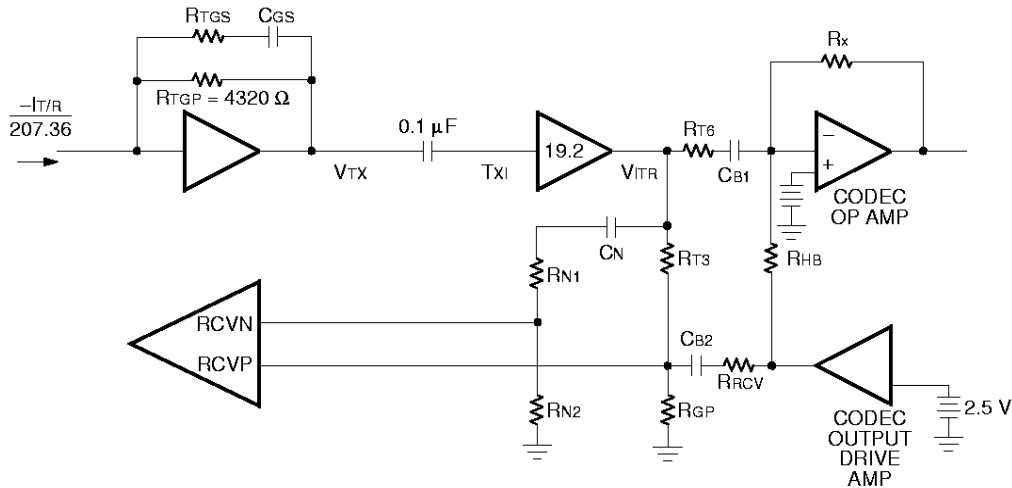 RTGS
CGS
RTGP = 4320 Ω
–IT/R
207.36
VTX
0.1 µF
TXI
19.2
VITR
RT6
CB1
Rx
–
+
CODEC
OP AMP
CN
RN1
RT3
RHB
RCVN
RCVP
CB2
RRCV
RN2
RGP
CODEC
OUTPUT
DRIVE
AMP
2.5 V